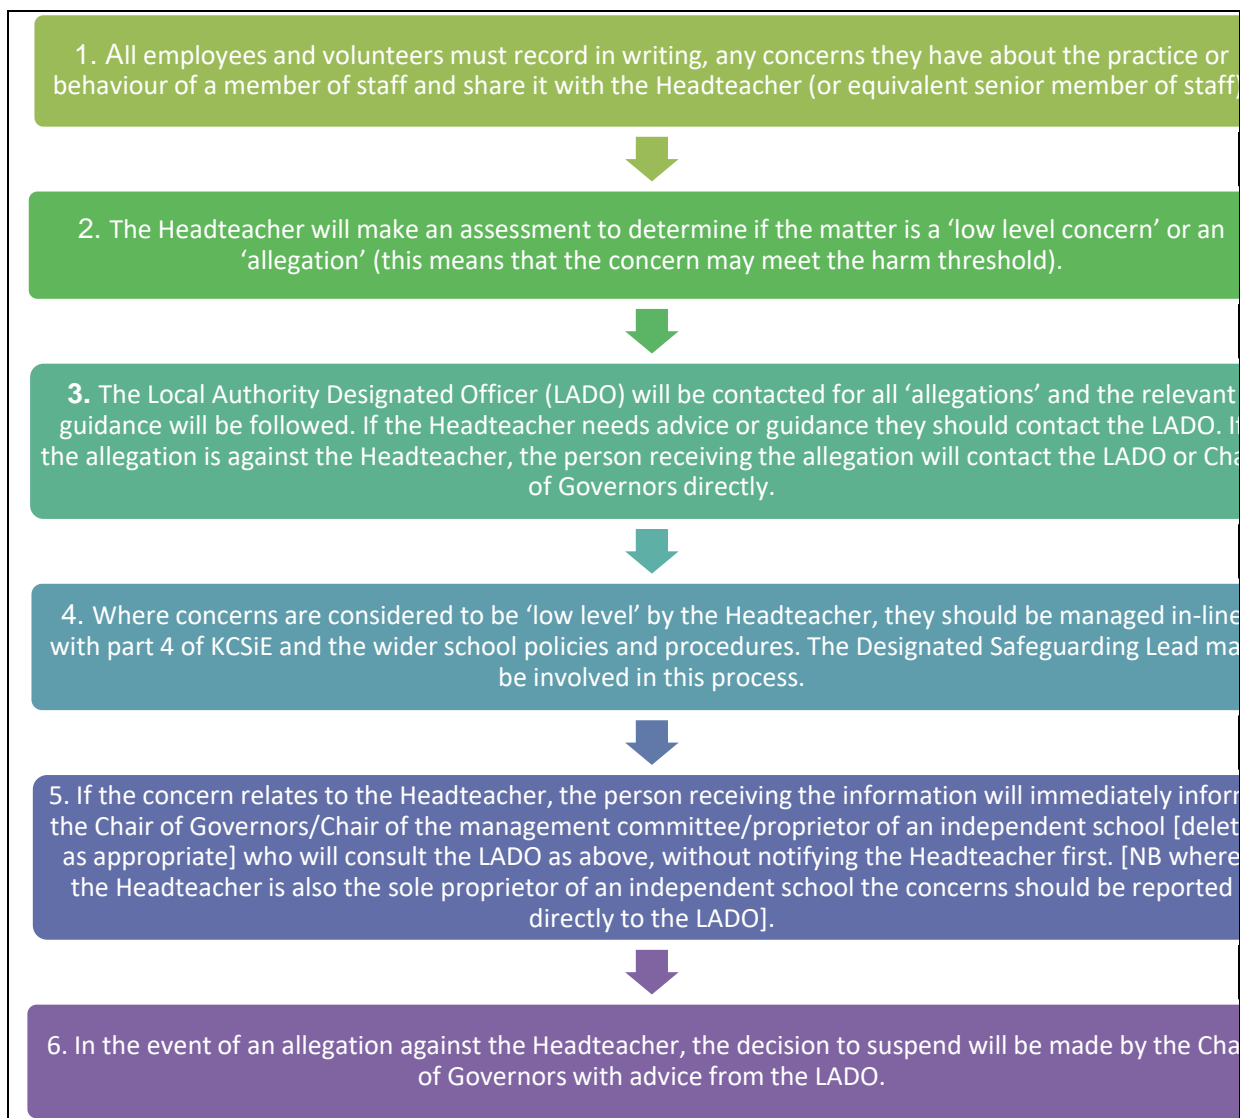 1. All employees and volunteers must record in writing, any concerns they have about the practice or
behaviour of a member of staff and share it with the Headteacher (or equivalent senior member of staff)
2. The Headteacher will make an assessment to determine if the matter is a ‘low level concern’ or an
‘allegation’ (this means that the concern may meet the harm threshold).
3. The Local Authority Designated Officer (LADO) will be contacted for all ‘allegations’ and the relevant
guidance will be followed. If the Headteacher needs advice or guidance they should contact the LADO. If
the allegation is against the Headteacher, the person receiving the allegation will contact the LADO or Cha
of Governors directly.
4. Where concerns are considered to be ‘low level’ by the Headteacher, they should be managed in-line
with part 4 of KCSiE and the wider school policies and procedures. The Designated Safeguarding Lead ma
be involved in this process.
5. If the concern relates to the Headteacher, the person receiving the information will immediately infor
the Chair of Governors/Chair of the management committee/proprietor of an independent school [delet
as appropriate] who will consult the LADO as above, without notifying the Headteacher first. [NB where
the Headteacher is also the sole proprietor of an independent school the concerns should be reported
directly to the LADO].
6. In the event of an allegation against the Headteacher, the decision to suspend will be made by the Cha
of Governors with advice from the LADO.